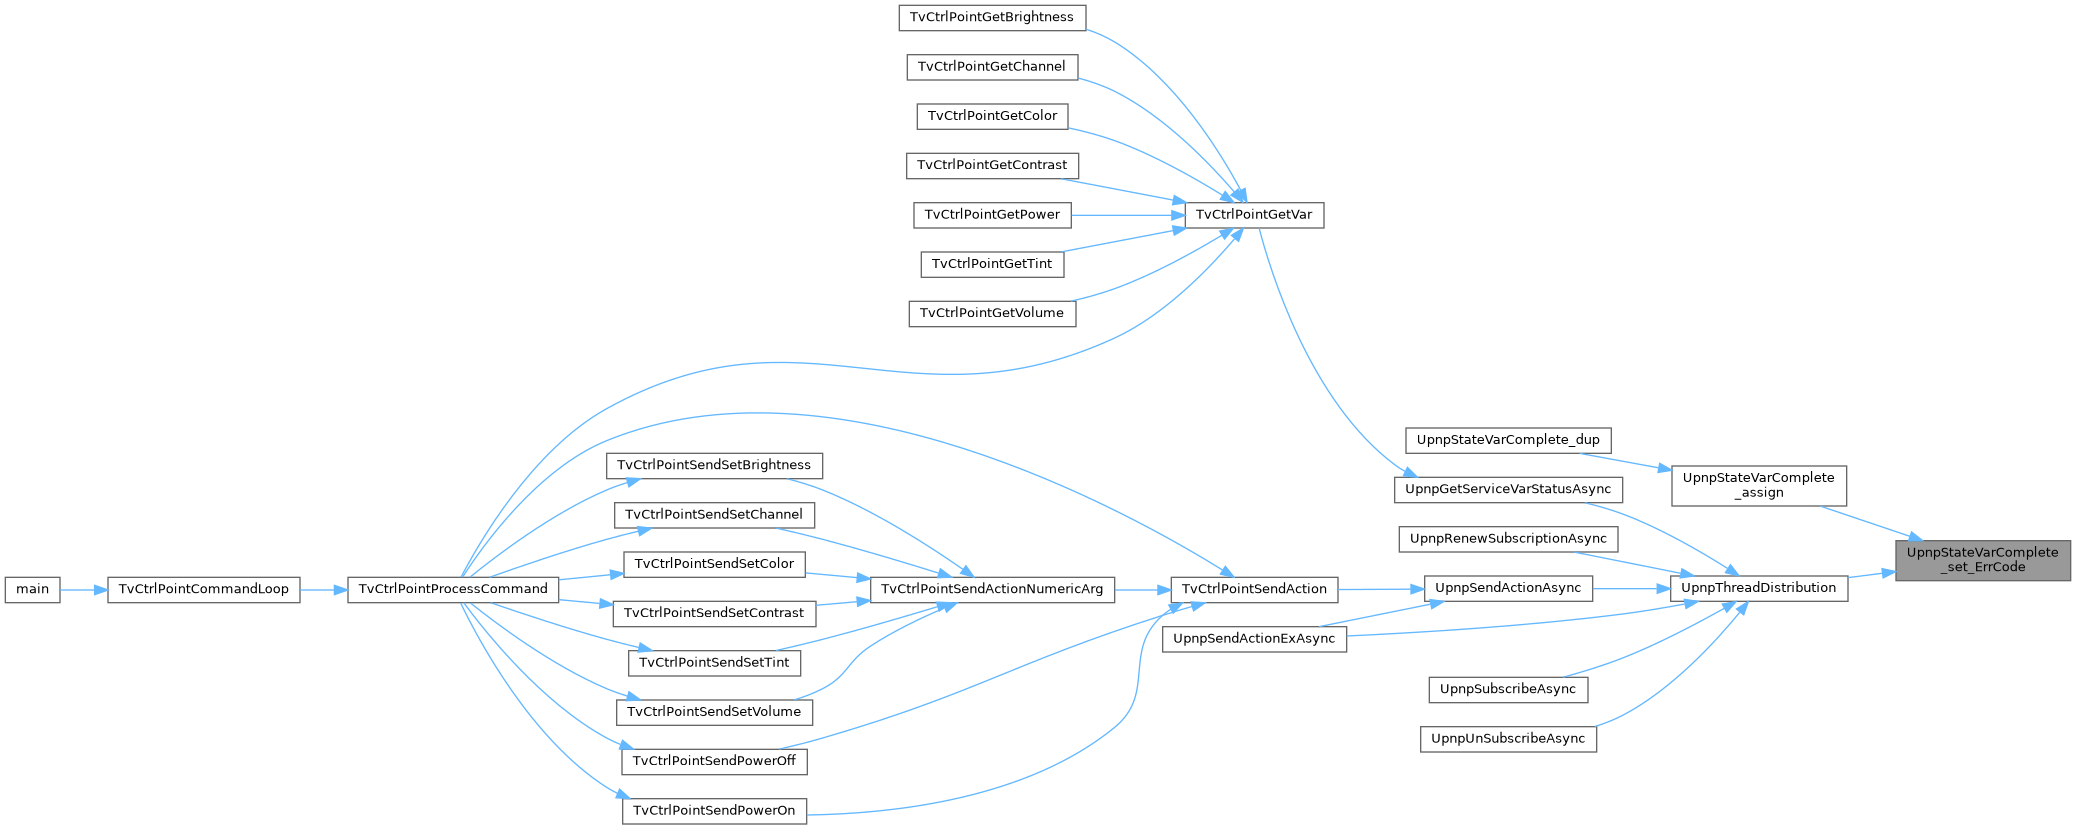 TvCtrlPointGetBrightness
TvCtrlPointGetChannel
TvCtrlPointGetColor
TvCtrlPointGetContrast
TvCtrlPointGetPower
TvCtrlPointGetVar
TvCtrlPointGetTint
TvCtrlPointGetVolume
UpnpStateVarComplete_dup
UpnpStateVarComplete
_assign
UpnpGetServiceVarStatusAsync
UpnpRenewSubscriptionAsync
UpnpStateVarComplete
_set_ErrCode
UpnpThreadDistribution
UpnpSendActionAsync
UpnpSendActionExAsync
UpnpSubscribeAsync
UpnpUnSubscribeAsync
TvCtrlPointSendAction
TvCtrlPointSendActionNumericArg
TvCtrlPointSendSetBrightness
TvCtrlPointSendSetChannel
TvCtrlPointSendSetColor
TvCtrlPointSendSetContrast
TvCtrlPointSendSetTint
TvCtrlPointSendSetVolume
TvCtrlPointSendPowerOff
TvCtrlPointSendPowerOn
TvCtrlPointProcessCommand
TvCtrlPointCommandLoop
main